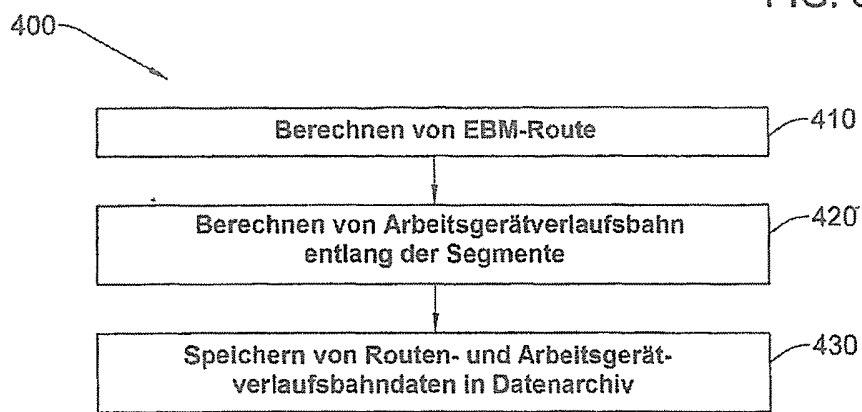 FIG.
400
Berechnen von EBM-Route
410
Berechnen von Arbeitsgerätverlaufsbahn
entlang der Segmente
420
Speichern von Routen- und Arbeitsgerät-
verlaufsbahndaten in Datenarchiv
430